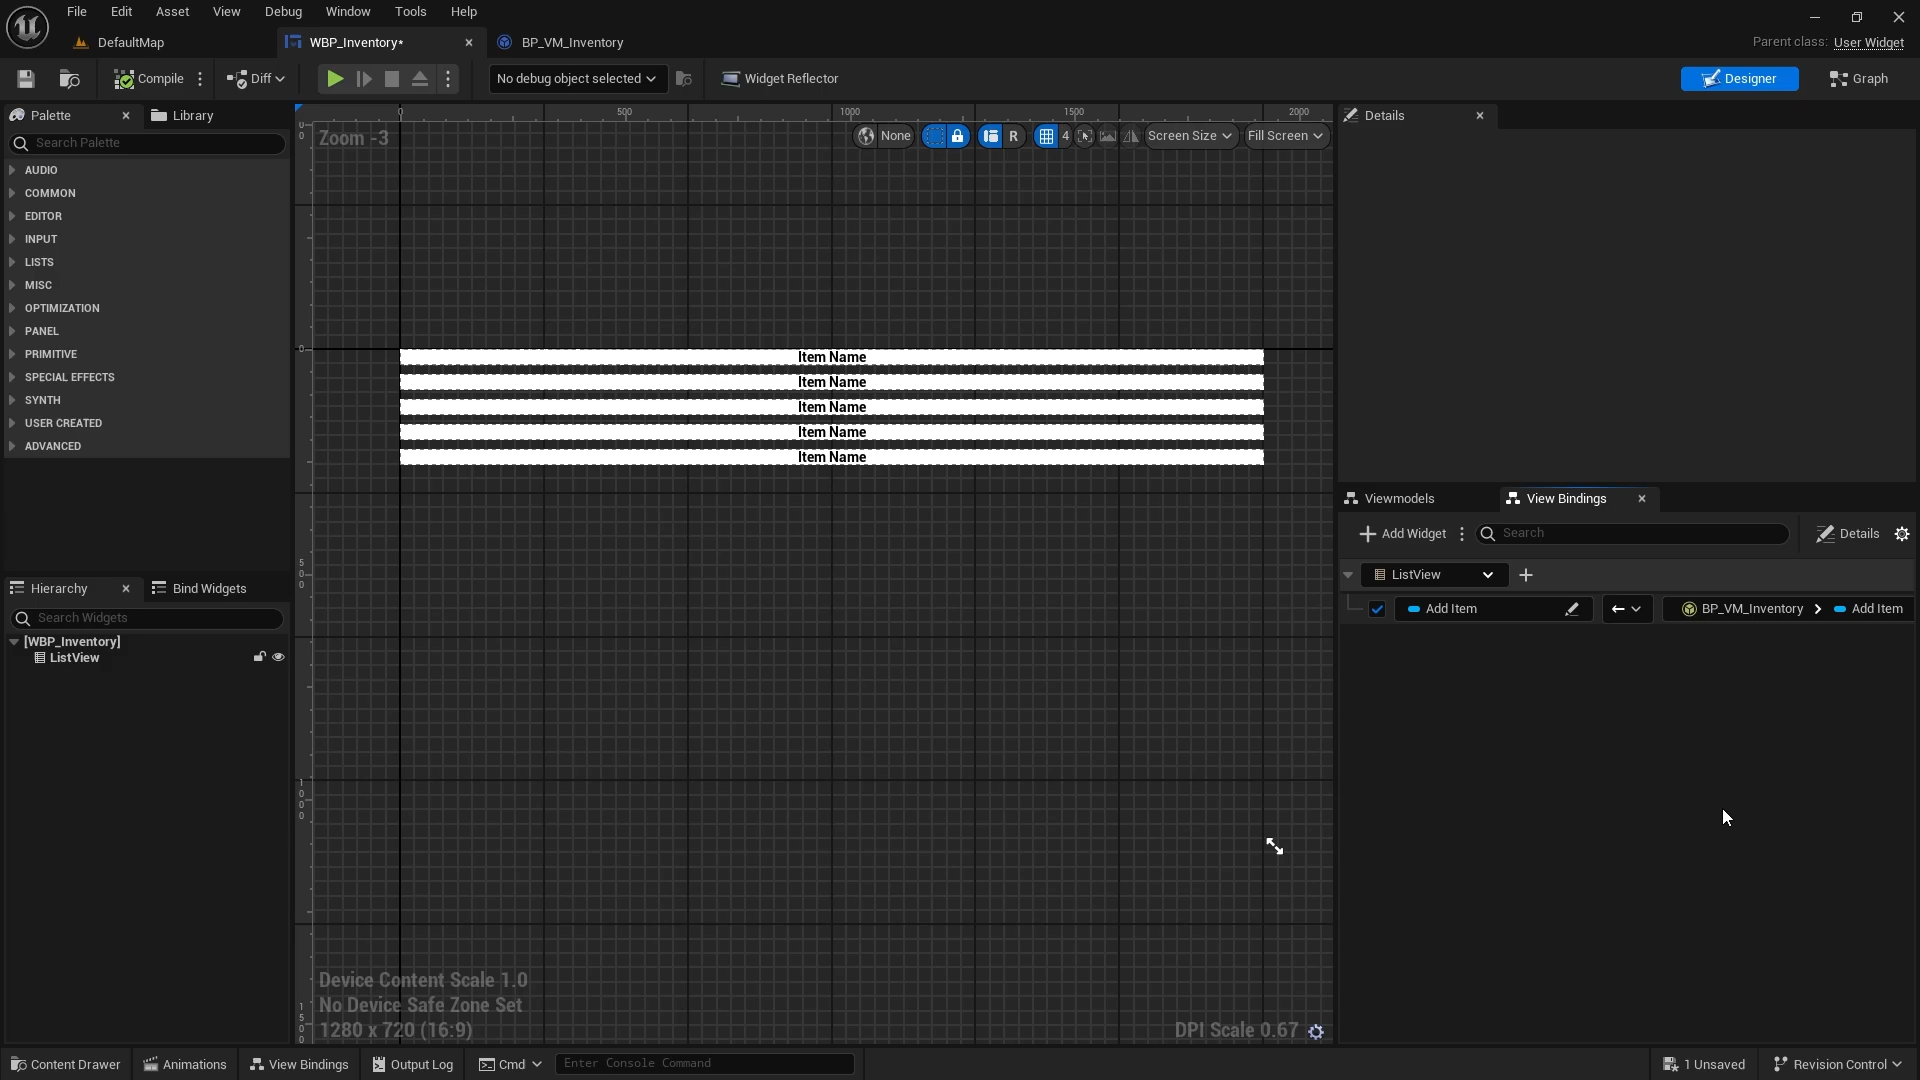 File Edit Asset View Debug Window Tools Help
DefaultMap WBP_Inventory* BP_VM_Inventory
Parent class: User Widget
Compile Diff No debug object selected Widget Reflector Designer Graph
Palette Library
Search Palette
AUDIO
COMMON
EDITOR
INPUT
LISTS
MISC
OPTIMIZATION
PANEL
PRIMITIVE
SPECIAL EFFECTS
SYNTH
USER CREATED
ADVANCED
Hierarchy Bind Widgets
Search Widgets
[WBP_Inventory]
ListView
0 500 1000 1500 2000
Zoom -3 None R 4 Screen Size Fill Screen
0
0
500
1000
150
Item Name
Item Name
Item Name
Item Name
Item Name
Device Content Scale 1.0
No Device Safe Zone Set
1280 x 720 (16:9) DPI Scale 0.67
Details
Viewmodels View Bindings
Add Widget Search Details
ListView
Add Item BP_VM_Inventory Add Item
Content Drawer Animations View Bindings Output Log Cmd Enter Console Command 1 Unsaved Revision Control